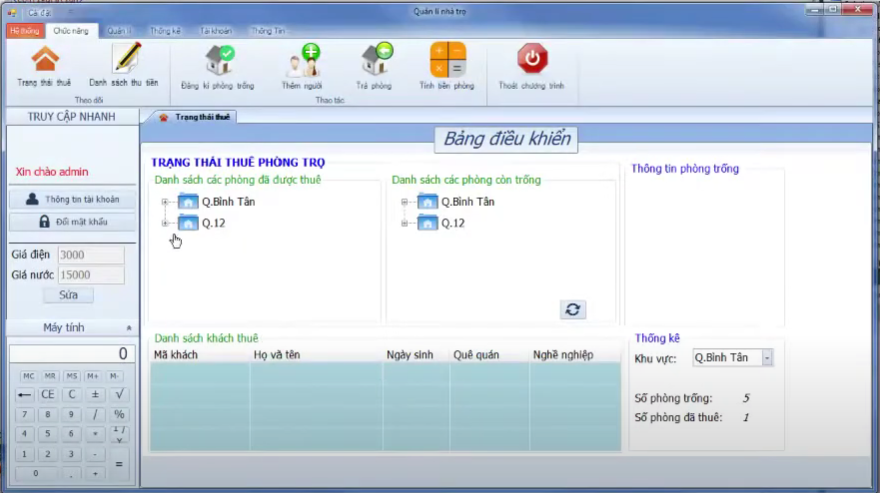 Cài đặt
Quản lí nhà trọ
Hệ thống Chức năng Quản lí Thống kê Tài khoản Thông Tin
Trạng thái thuê Danh sách thu tiền Đăng kí phòng trống Thêm người Trả phòng Tính tiền phòng Thoát chương trình
Theo dõi Thao tác
TRUY CẬP NHANH
Trạng thái thuê
Bảng điều khiển
Xin chào admin
Thông tin tài khoản
Đổi mật khẩu
Giá điện 3000
Giá nước 15000
Sửa
Máy tính
0
MC MR MS M+ M-
← CE C ± √
7 8 9 / %
4 5 6 * 1/
1 2 3 - =
0 . +
TRẠNG THÁI THUÊ PHÒNG TRỌ
Danh sách các phòng đã được thuê
Q.Bình Tân
Q.12
Danh sách các phòng còn trống
Q.Bình Tân
Q.12
Thông tin phòng trống
Danh sách khách thuê
Mã khách Họ và tên Ngày sinh Quê quán Nghề nghiệp
Thống kê
Khu vực: Q.Bình Tân
Số phòng trống: 5
Số phòng đã thuê: 1